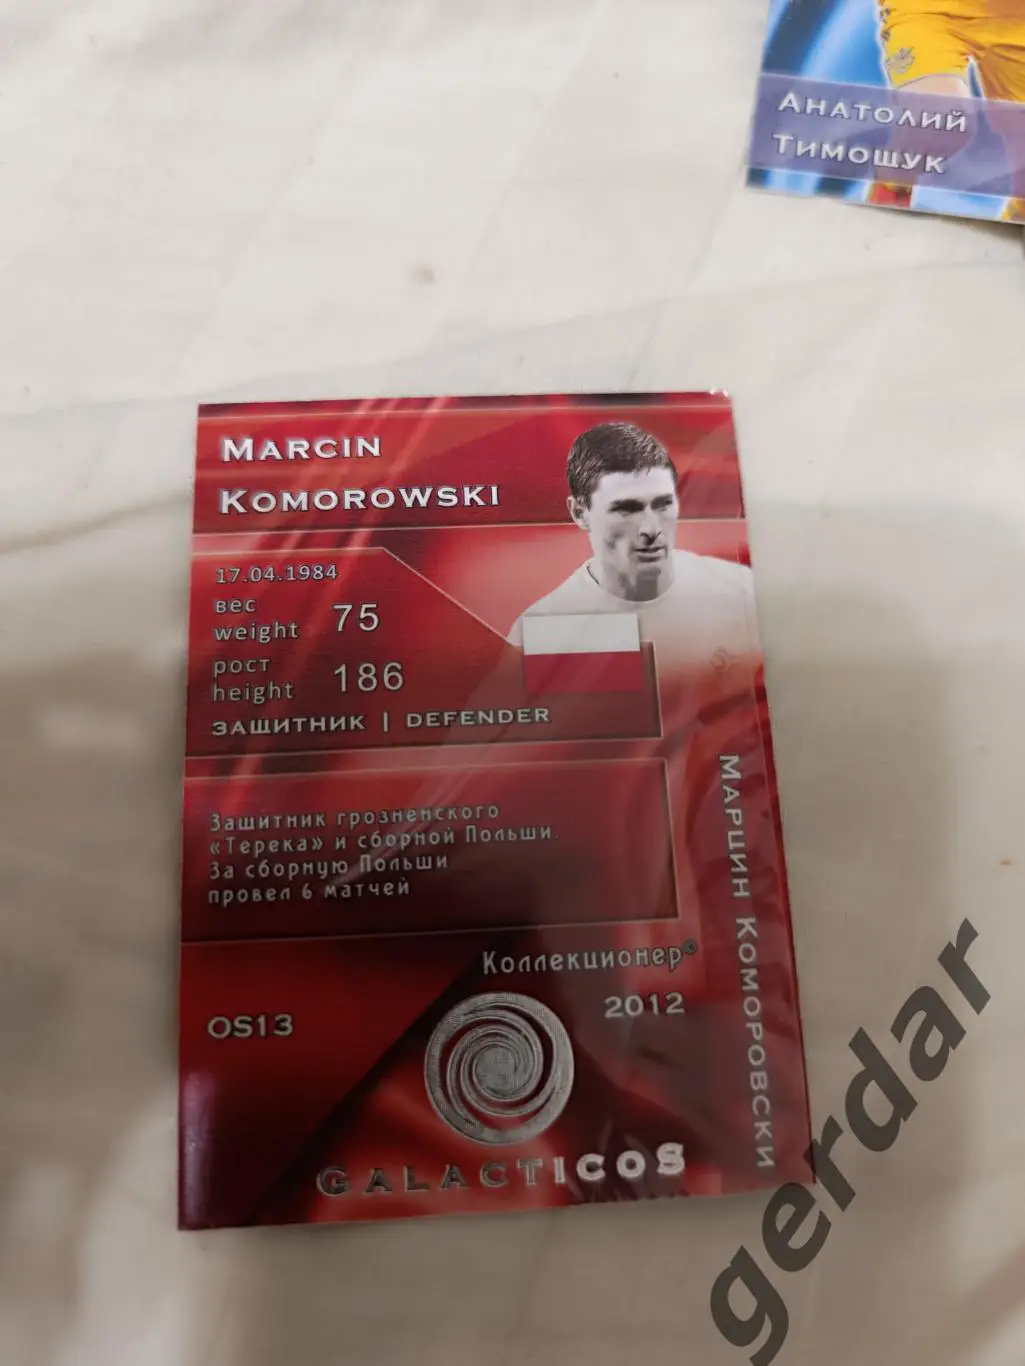 Анатолий
Тимощук
Marcin
Komorowski
17.04.1984
вес
weight 75
рост
height 186
ЗАЩИТНИК | DEFENDER
Защитник грозненского
«Терека» и сборной Польши.
За сборную Польши
провел 6 матчей
Коллекционер©
2012
OS13
GALACTICOS
Марцин Коморовски
gerdar